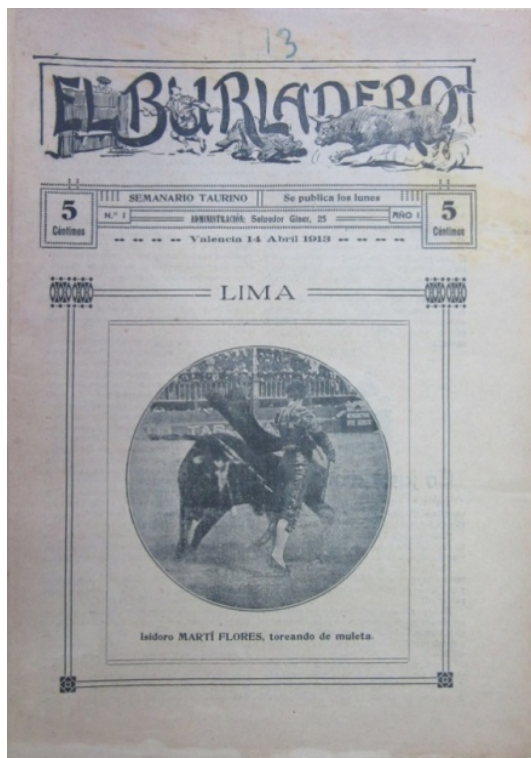 13
EL BURLADERO
SEMANARIO TAURINO
Se publica los lunes
5
Céntimos
N.º 1
ADMINISTRACIÓN: Salvador Giner, 25
AÑO I
5
Céntimos
Valencia 14 Abril 1913
LIMA
Isidoro MARTÍ FLORES, toreando de muleta.